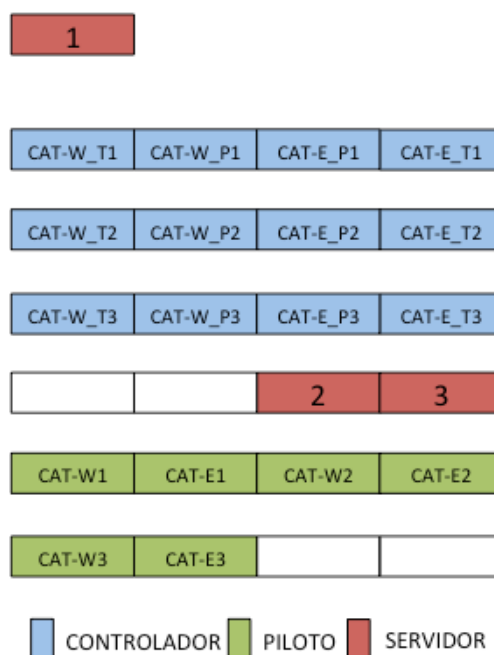 1
CAT-W_T1 CAT-W_P1 CAT-E_P1 CAT-E_T1
CAT-W_T2 CAT-W_P2 CAT-E_P2 CAT-E_T2
CAT-W_T3 CAT-W_P3 CAT-E_P3 CAT-E_T3
2 3
CAT-W1 CAT-E1 CAT-W2 CAT-E2
CAT-W3 CAT-E3
CONTROLADOR PILOTO SERVIDOR